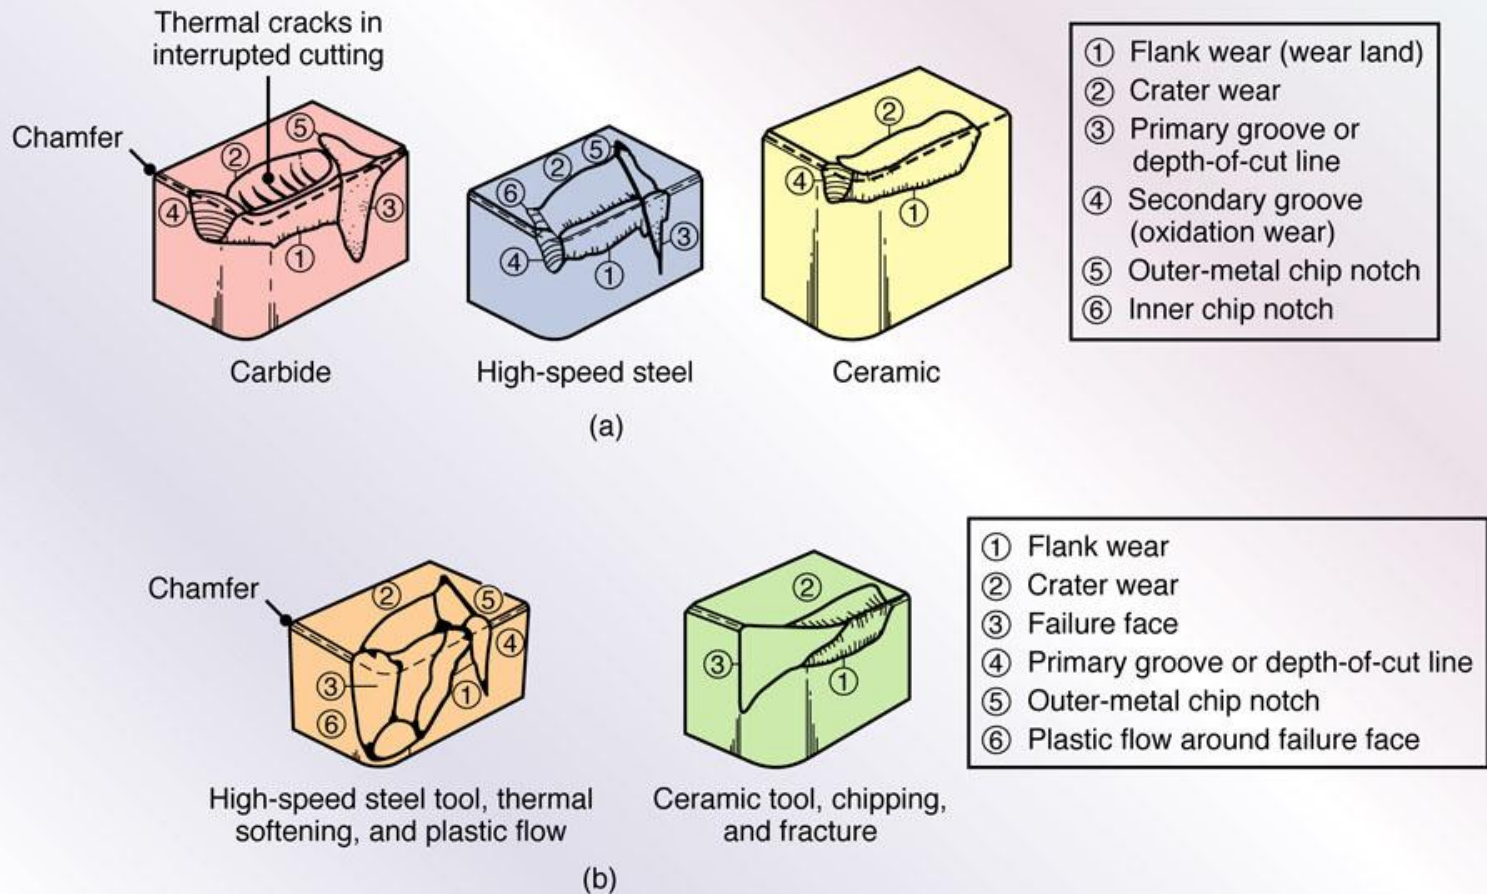 Thermal cracks in
interrupted cutting
Chamfer
② ⑤ ④ ③ ①
Carbide
⑥ ② ⑤ ④ ① ③
High-speed steel
② ④ ①
Ceramic
① Flank wear (wear land)
② Crater wear
③ Primary groove or
depth-of-cut line
④ Secondary groove
(oxidation wear)
⑤ Outer-metal chip notch
⑥ Inner chip notch
(a)
Chamfer
② ⑤ ④ ③ ① ⑥
High-speed steel tool, thermal
softening, and plastic flow
② ③ ①
Ceramic tool, chipping,
and fracture
① Flank wear
② Crater wear
③ Failure face
④ Primary groove or depth-of-cut line
⑤ Outer-metal chip notch
⑥ Plastic flow around failure face
(b)